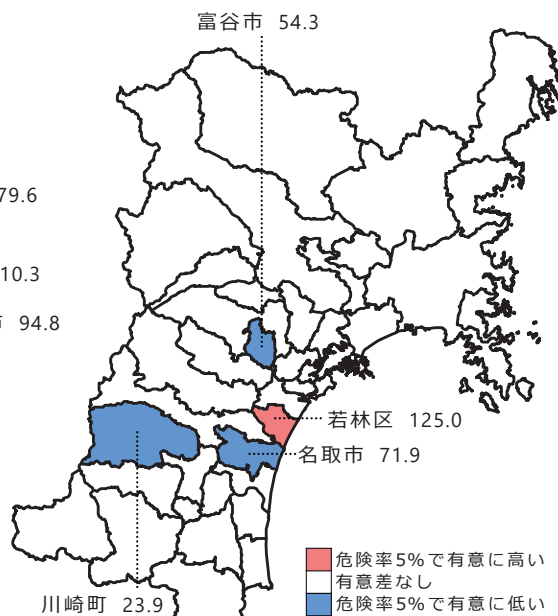 富谷市 54.3
79.6
10.3
94.8
若林区 125.0
名取市 71.9
川崎町 23.9
危険率5%で有意に高い
有意差なし
危険率5%で有意に低い